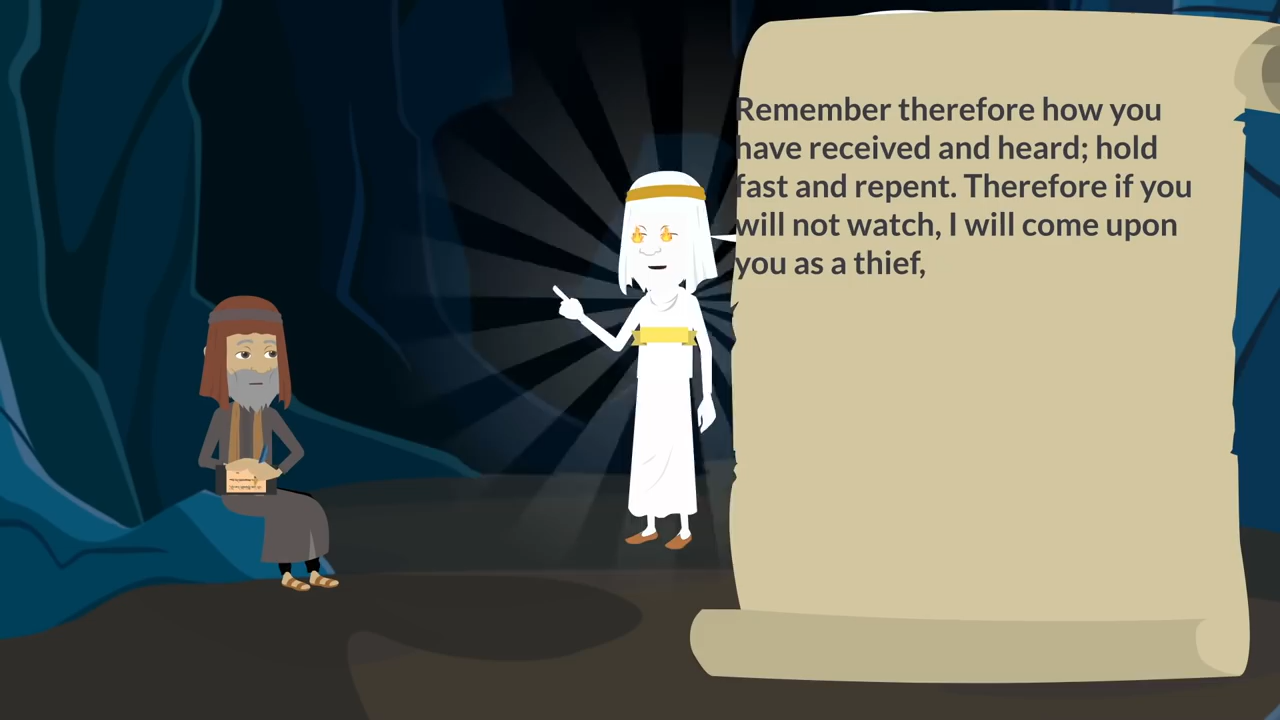 Remember therefore how you
have received and heard; hold
fast and repent. Therefore if you
will not watch, I will come upon
you as a thief,